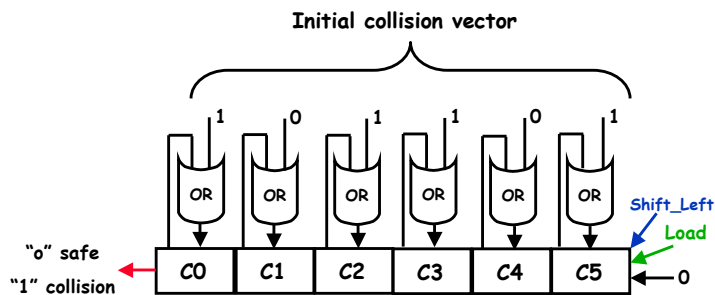 Initial collision vector
1 0 1 1 0 1
OR OR OR OR OR OR
Shift_Left
Load
"o" safe
"1" collision
C0 C1 C2 C3 C4 C5
0